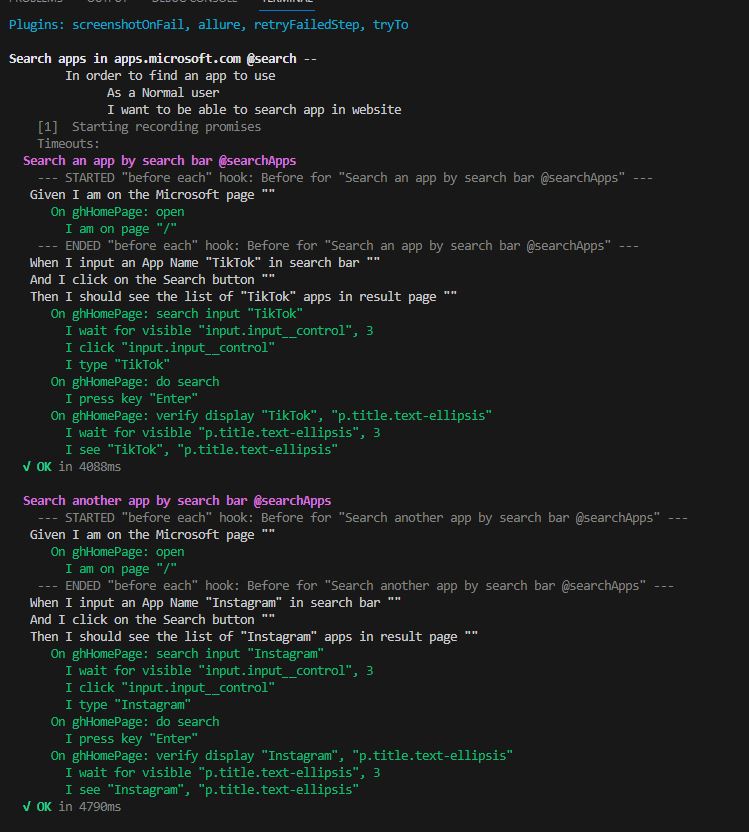 PROBLEMS OUTPUT DEBUG CONSOLE TERMINAL
Plugins: screenshotOnFail, allure, retryFailedStep, tryTo
Search apps in apps.microsoft.com @search --
In order to find an app to use
As a Normal user
I want to be able to search app in website
[1] Starting recording promises
Timeouts:
Search an app by search bar @searchApps
--- STARTED "before each" hook: Before for "Search an app by search bar @searchApps" ---
Given I am on the Microsoft page ""
On ghHomePage: open
I am on page "/"
--- ENDED "before each" hook: Before for "Search an app by search bar @searchApps" ---
When I input an App Name "TikTok" in search bar ""
And I click on the Search button ""
Then I should see the list of "TikTok" apps in result page ""
On ghHomePage: search input "TikTok"
I wait for visible "input.input__control", 3
I click "input.input__control"
I type "TikTok"
On ghHomePage: do search
I press key "Enter"
On ghHomePage: verify display "TikTok", "p.title.text-ellipsis"
I wait for visible "p.title.text-ellipsis", 3
I see "TikTok", "p.title.text-ellipsis"
√ OK in 4088ms
Search another app by search bar @searchApps
--- STARTED "before each" hook: Before for "Search another app by search bar @searchApps" ---
Given I am on the Microsoft page ""
On ghHomePage: open
I am on page "/"
--- ENDED "before each" hook: Before for "Search another app by search bar @searchApps" ---
When I input an App Name "Instagram" in search bar ""
And I click on the Search button ""
Then I should see the list of "Instagram" apps in result page ""
On ghHomePage: search input "Instagram"
I wait for visible "input.input__control", 3
I click "input.input__control"
I type "Instagram"
On ghHomePage: do search
I press key "Enter"
On ghHomePage: verify display "Instagram", "p.title.text-ellipsis"
I wait for visible "p.title.text-ellipsis", 3
I see "Instagram", "p.title.text-ellipsis"
√ OK in 4790ms